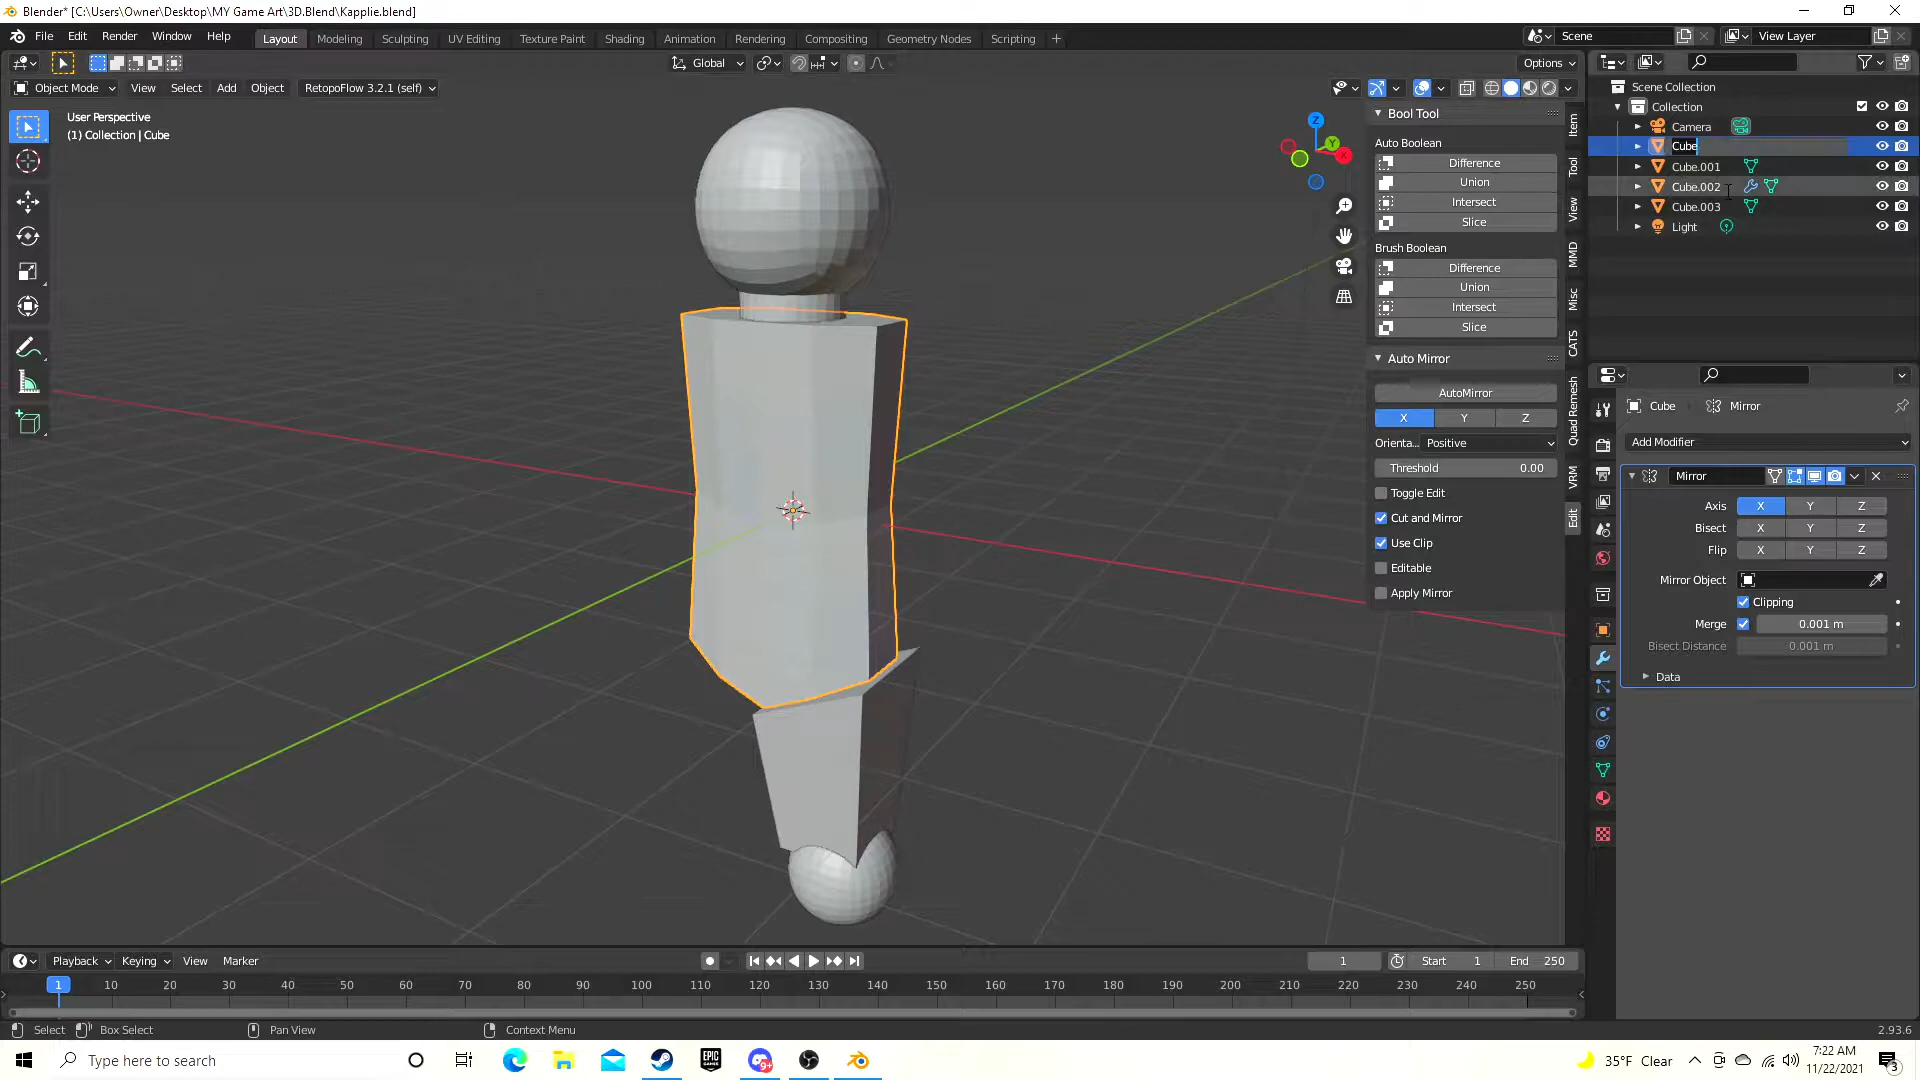 Blender* [C:\Users\Owner\Desktop\MY Game Art\3D.Blend\Kapplie.blend]
File Edit Render Window Help Layout Modeling Sculpting UV Editing Texture Paint Shading Animation Rendering Compositing Geometry Nodes Scripting + Scene View Layer
Global Options
Object Mode View Select Add Object RetopoFlow 3.2.1 (self)
User Perspective
(1) Collection | Cube
Z
Y
X
Bool Tool
Auto Boolean
Difference
Union
Intersect
Slice
Brush Boolean
Difference
Union
Intersect
Slice
Auto Mirror
AutoMirror
X Y Z
Orienta... Positive
Threshold 0.00
Toggle Edit
Cut and Mirror
Use Clip
Editable
Apply Mirror
Item
Tool
View
MMD
Misc
CATS
Quad Remesh
VRM
Edit
Scene Collection
Collection
Camera
Cube
Cube.001
Cube.002
Cube.003
Light
Cube Mirror
Add Modifier
Mirror
Axis X Y Z
Bisect X Y Z
Flip X Y Z
Mirror Object
Clipping
Merge 0.001 m
Bisect Distance 0.001 m
Data
Playback Keying View Marker 1 Start 1 End 250
1 10 20 30 40 50 60 70 80 90 100 110 120 130 140 150 160 170 180 190 200 210 220 230 240 250
Select Box Select Pan View Context Menu 2.93.6
Type here to search
EPIC GAMES
9+
35°F Clear
7:22 AM
11/22/2021
3